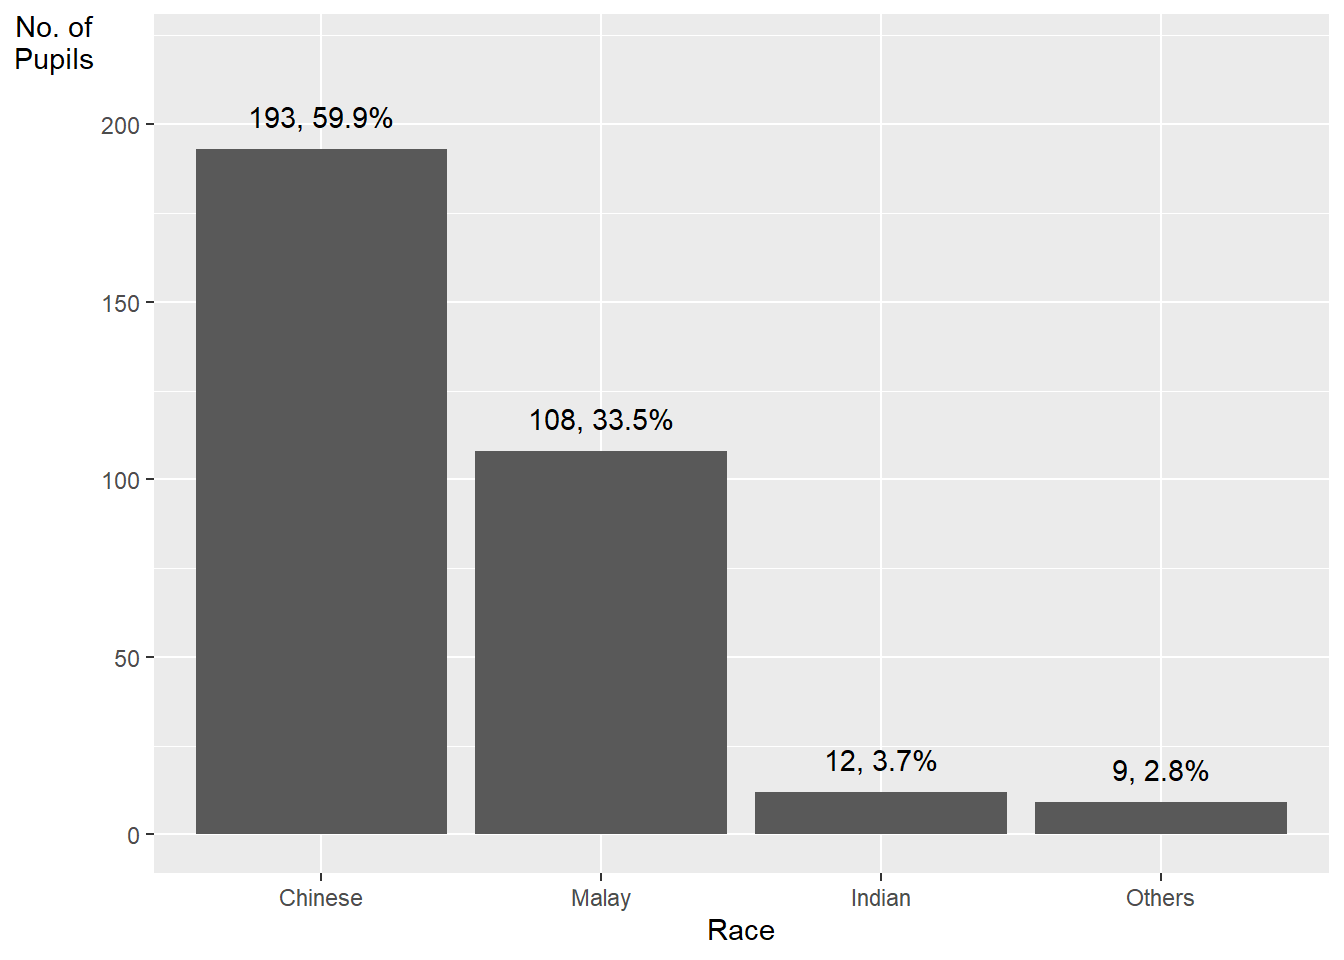 No. of
Pupils
193, 59.9%
200
150
108, 33.5%
100
50
12, 3.7%
9, 2.8%
0
Chinese Malay Indian Others
Race